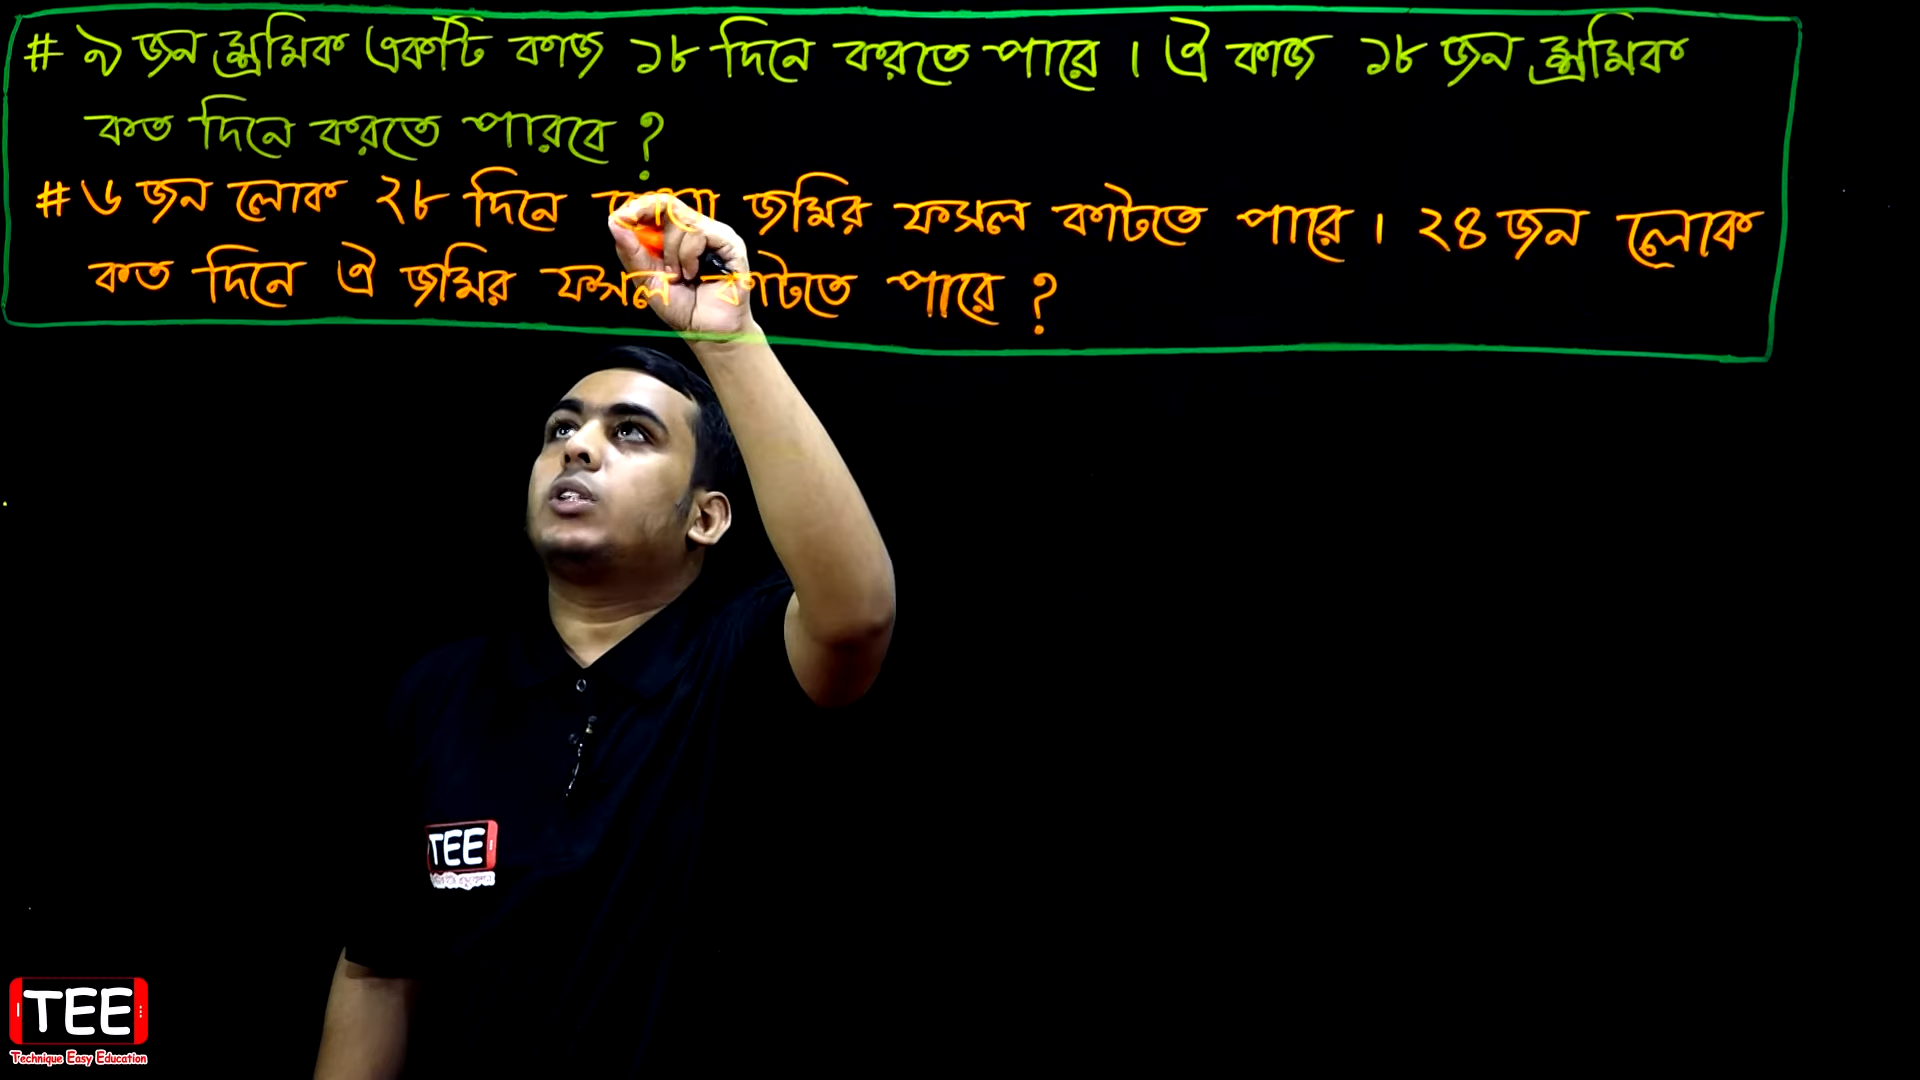 # ৯ জন শ্রমিক একটি কাজ ১৮ দিনে করতে পারে । ঐ কাজ ১৮ জন শ্রমিক
কত দিনে করতে পারবে ?
# ৬ জন লোক ২৮ দিনে জমির ফসল কাটতে পারে । ২৪ জন লোক
কত দিনে ঐ জমির ফসল কাটতে পারে ?
TEE
TEE
Technique Easy Education